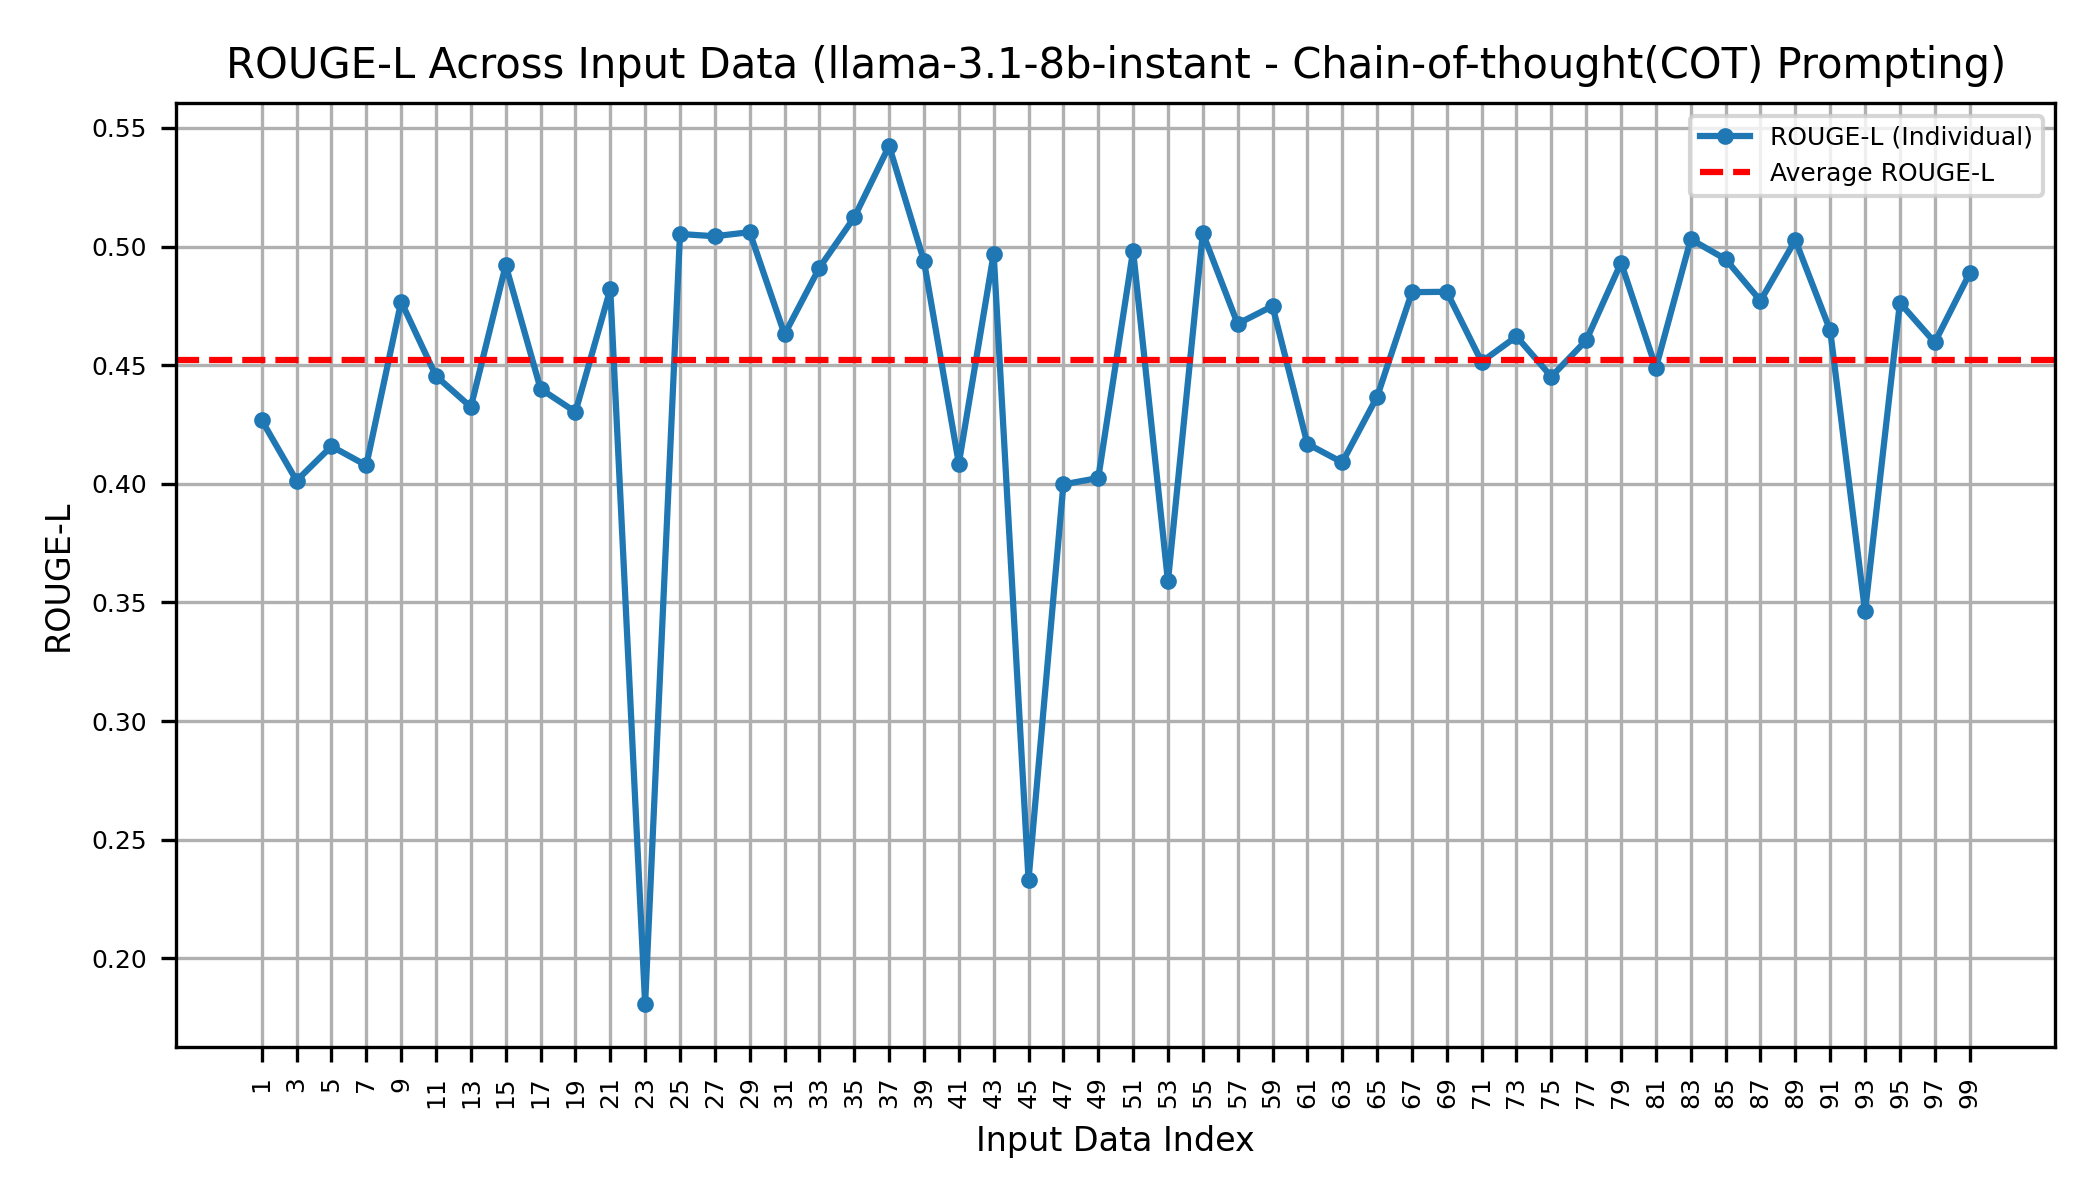 ROUGE-L Across Input Data (llama-3.1-8b-instant - Chain-of-thought(COT) Prompting)
ROUGE-L (Individual)
Average ROUGE-L
0.55
0.50
0.45
0.40
0.35
0.30
0.25
0.20
ROUGE-L
1 3 5 7 9 11 13 15 17 19 21 23 25 27 29 31 33 35 37 39 41 43 45 47 49 51 53 55 57 59 61 63 65 67 69 71 73 75 77 79 81 83 85 87 89 91 93 95 97 99
Input Data Index